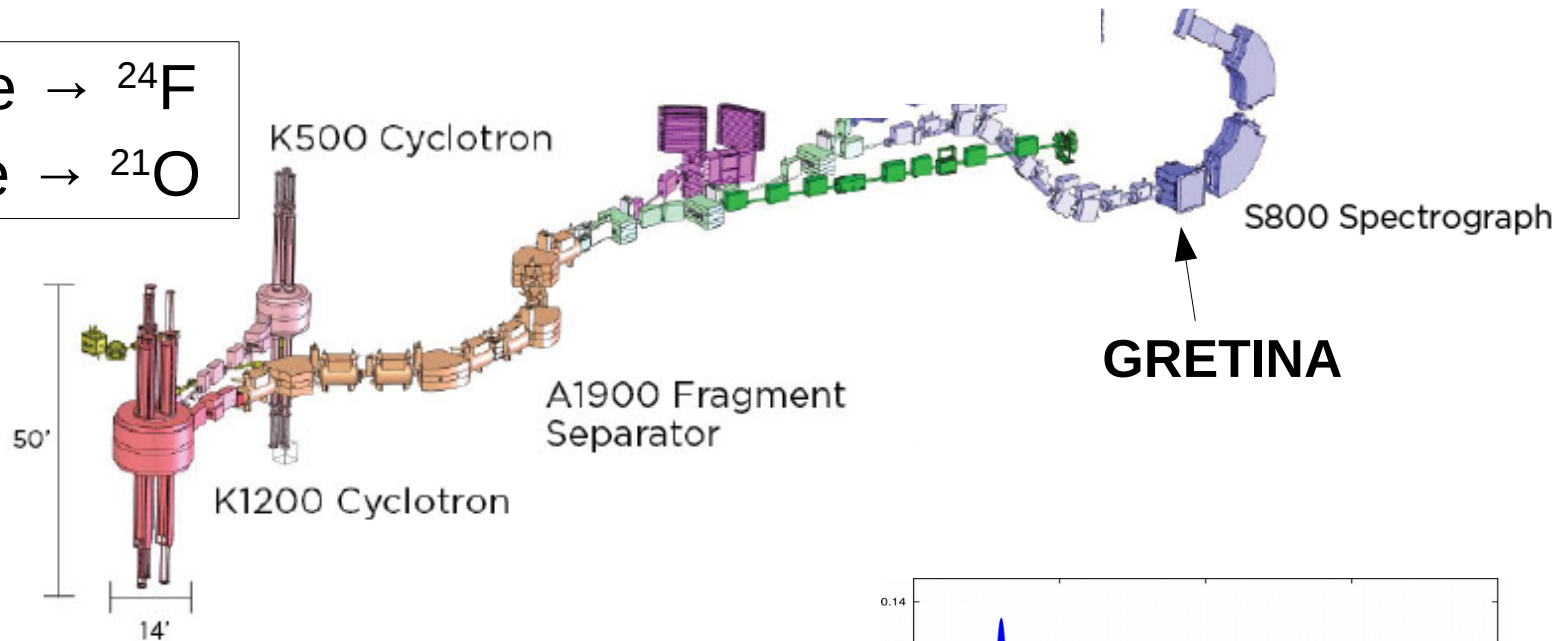 e → ²⁴F
e → ²¹O
K500 Cyclotron
S800 Spectrograph
GRETINA
A1900 Fragment
Separator
50'
K1200 Cyclotron
14'
0.14